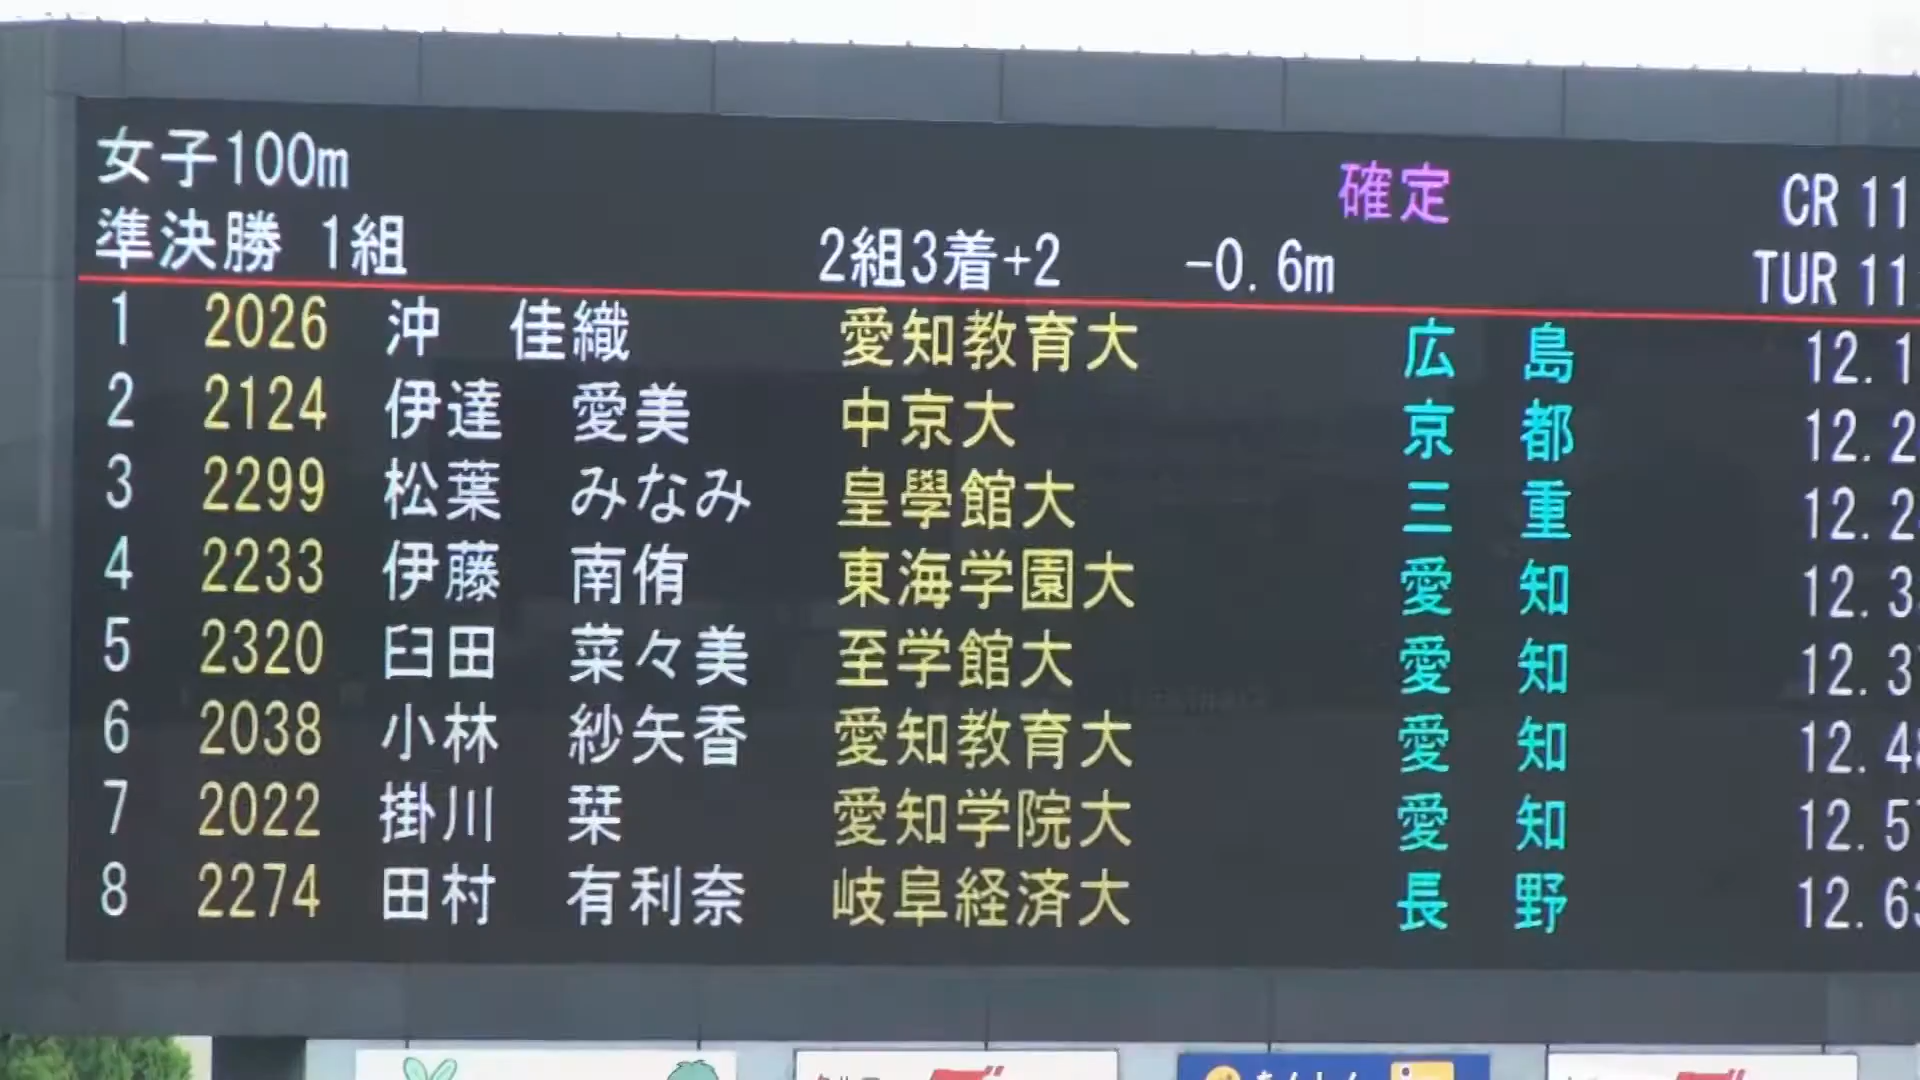 女子100m 確定 CR 11
準決勝 1組 2組3着+2 -0.6m TUR 11.
1 2026 沖 佳織 愛知教育大 広島 12.1
2 2124 伊達 愛美 中京大 京都 12.2
3 2299 松葉 みなみ 皇學館大 三重 12.2
4 2233 伊藤 南侑 東海学園大 愛知 12.3
5 2320 臼田 菜々美 至学館大 愛知 12.37
6 2038 小林 紗矢香 愛知教育大 愛知 12.48
7 2022 掛川 栞 愛知学院大 愛知 12.57
8 2274 田村 有利奈 岐阜経済大 長野 12.63